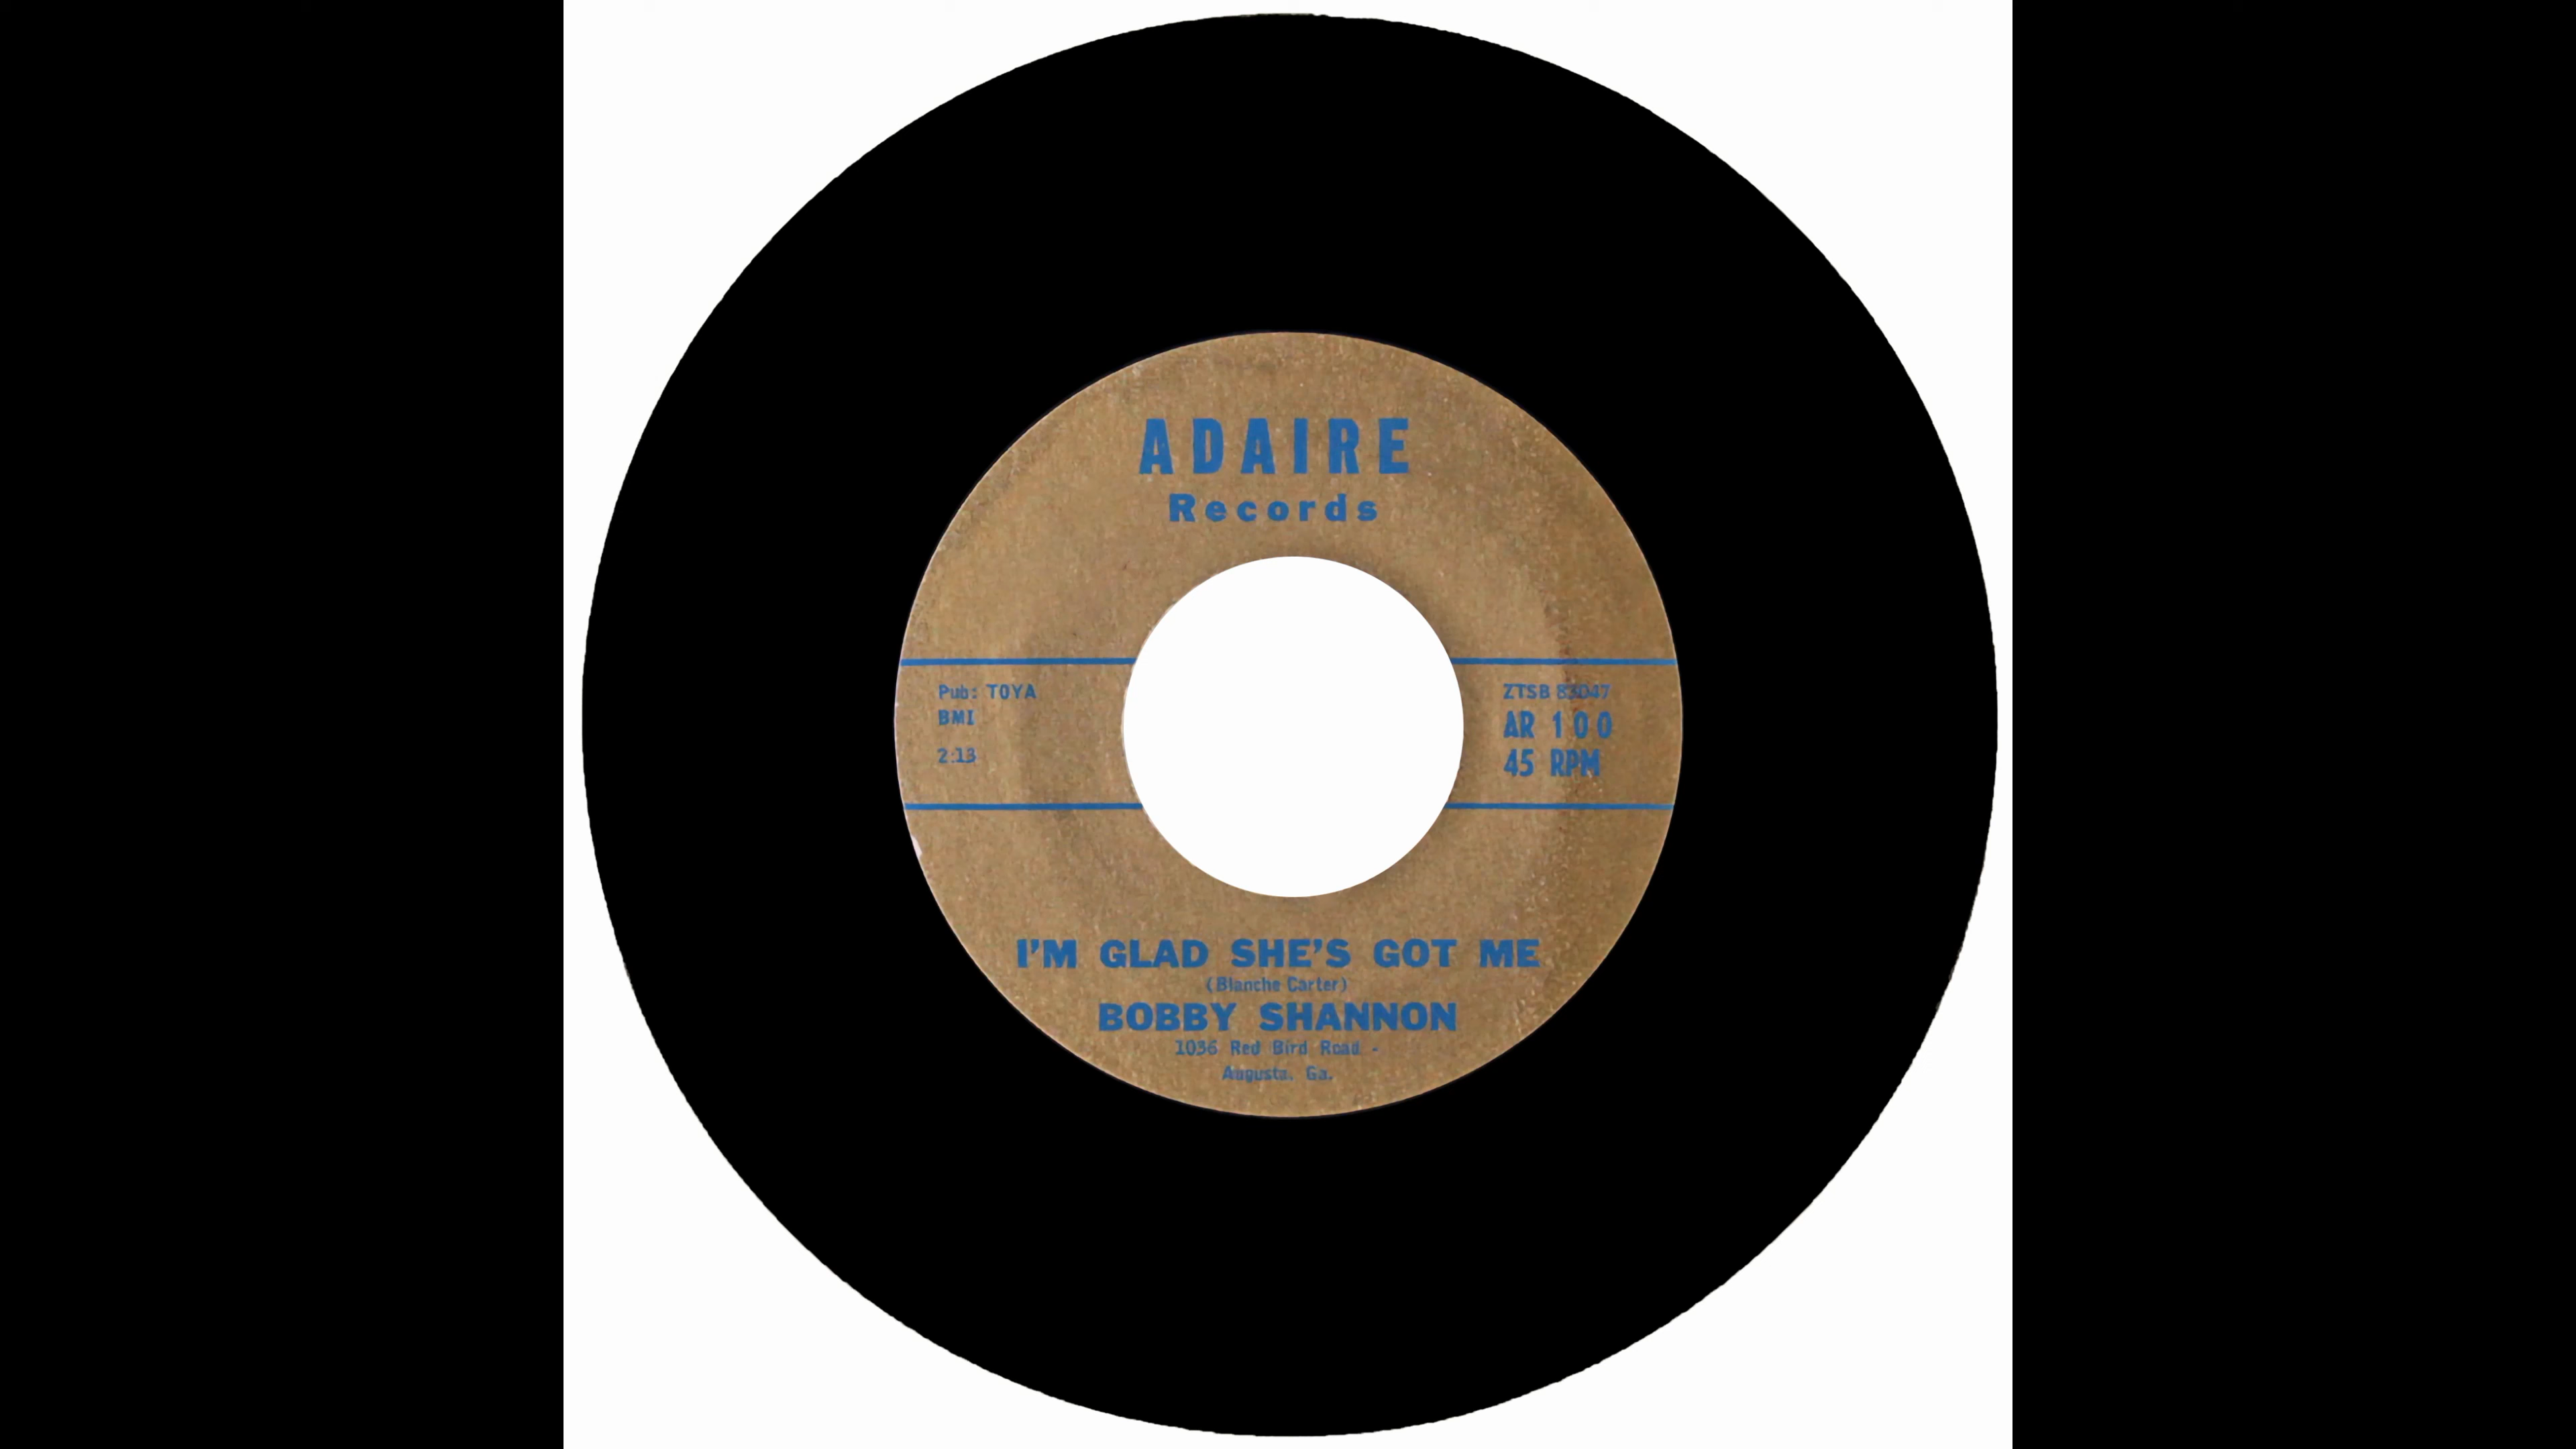 ADAIRE
Records
Pub: TOYA
BMI
2:13
ZTSB 83047
AR 100
45 RPM
I'M GLAD SHE'S GOT ME
(Blanche Carter)
BOBBY SHANNON
1036 Red Bird Road -
Augusta, Ga.